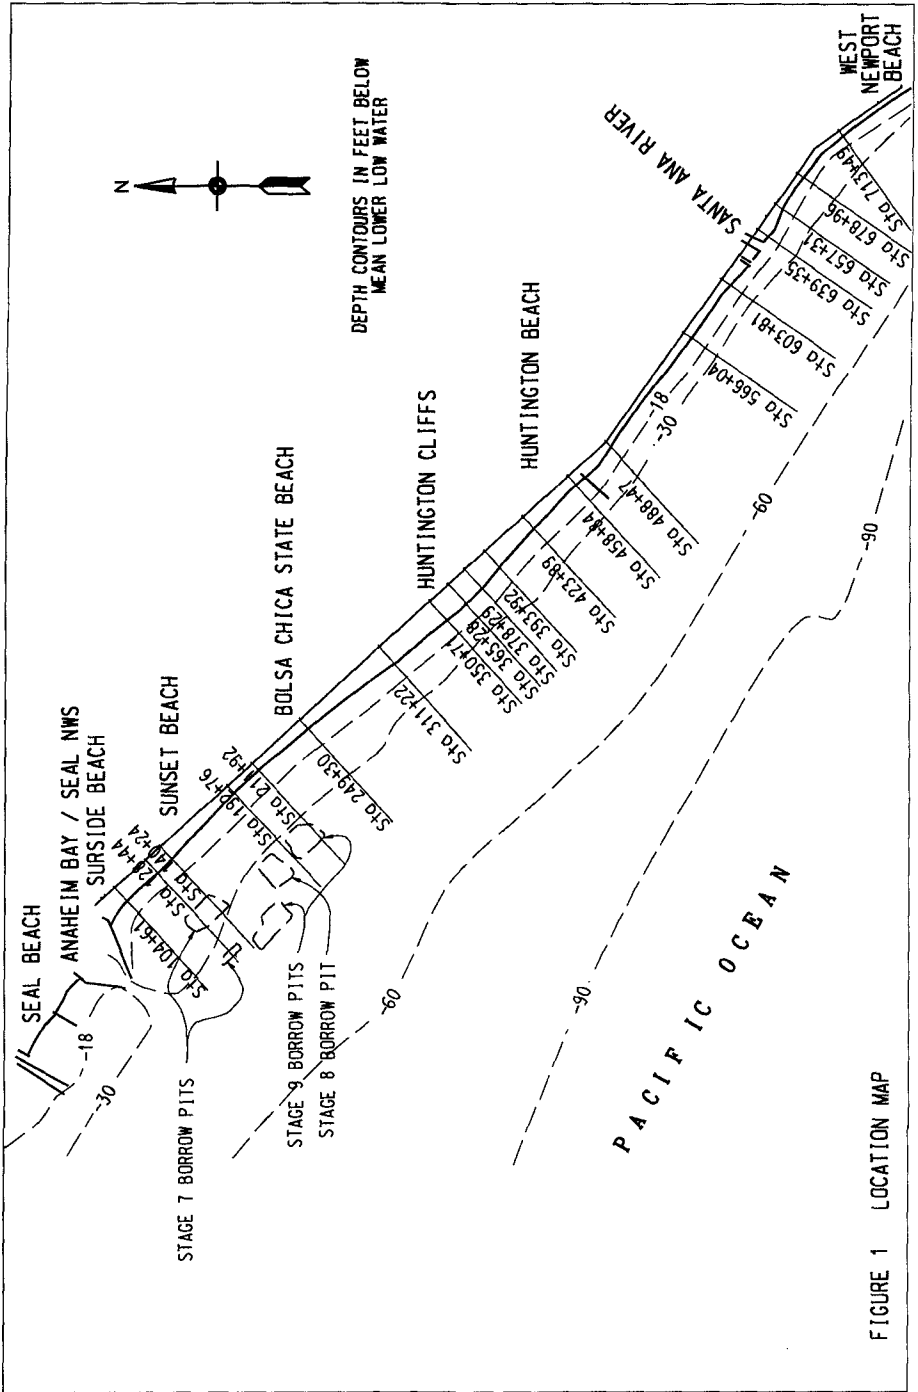 SEAL BEACH
ANAHEIM BAY / SEAL NWS
SURSIDE BEACH
SUNSET BEACH
BOLSA CHICA STATE BEACH
HUNTINGTON CLIFFS
HUNTINGTON BEACH
SANTA ANA RIVER
WEST
NEWPORT
BEACH
N
DEPTH CONTOURS IN FEET BELOW
MEAN LOWER LOW WATER
-18
-30
Sta 104+61
Sta 128+44
Sta 140+24
Sta 192+76
Sta 211+92
Sta 249+30
Sta 311+22
Sta 350+71
Sta 365+28
Sta 378+29
Sta 393+92
Sta 423+89
Sta 458+84
Sta 488+47
-18
-30
Sta 566+04
Sta 603+81
Sta 639+35
Sta 657+31
Sta 678+96
Sta 713+49
-60
-90
-60
-90
STAGE 7 BORROW PITS
STAGE 9 BORROW PITS
STAGE 8 BORROW PIT
PACIFIC OCEAN
FIGURE 1 LOCATION MAP